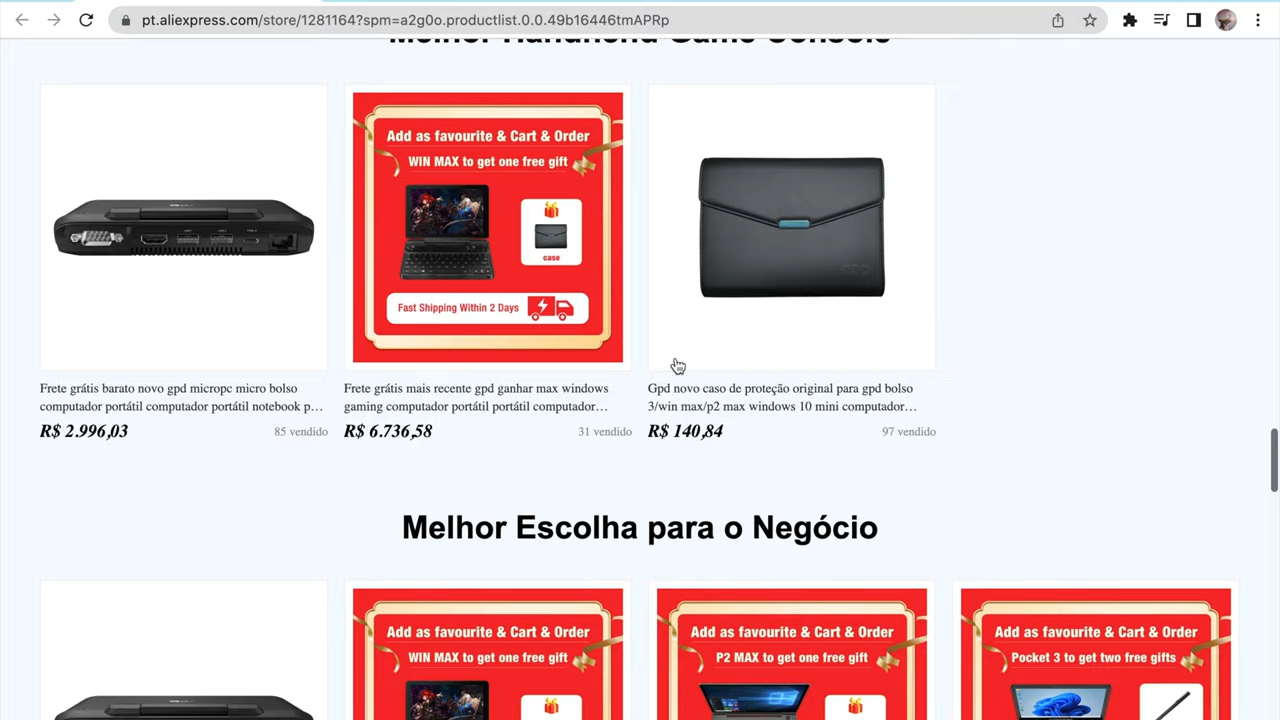 pt.aliexpress.com/store/1281164?spm=a2g0o.productlist.0.0.49b16446tmAPRp
Melhor Handheld Game Console
Add as favourite & Cart & Order
WIN MAX to get one free gift
case
Fast Shipping Within 2 Days
Frete grátis barato novo gpd micropc micro bolso
computador portátil computador portátil notebook p…
R$ 2.996,03
85 vendido
Frete grátis mais recente gpd ganhar max windows
gaming computador portátil portátil computador…
R$ 6.736,58
31 vendido
Gpd novo caso de proteção original para gpd bolso
3/win max/p2 max windows 10 mini computador…
R$ 140,84
97 vendido
Melhor Escolha para o Negócio
Add as favourite & Cart & Order
WIN MAX to get one free gift
Add as favourite & Cart & Order
P2 MAX to get one free gift
Add as favourite & Cart & Order
Pocket 3 to get two free gifts